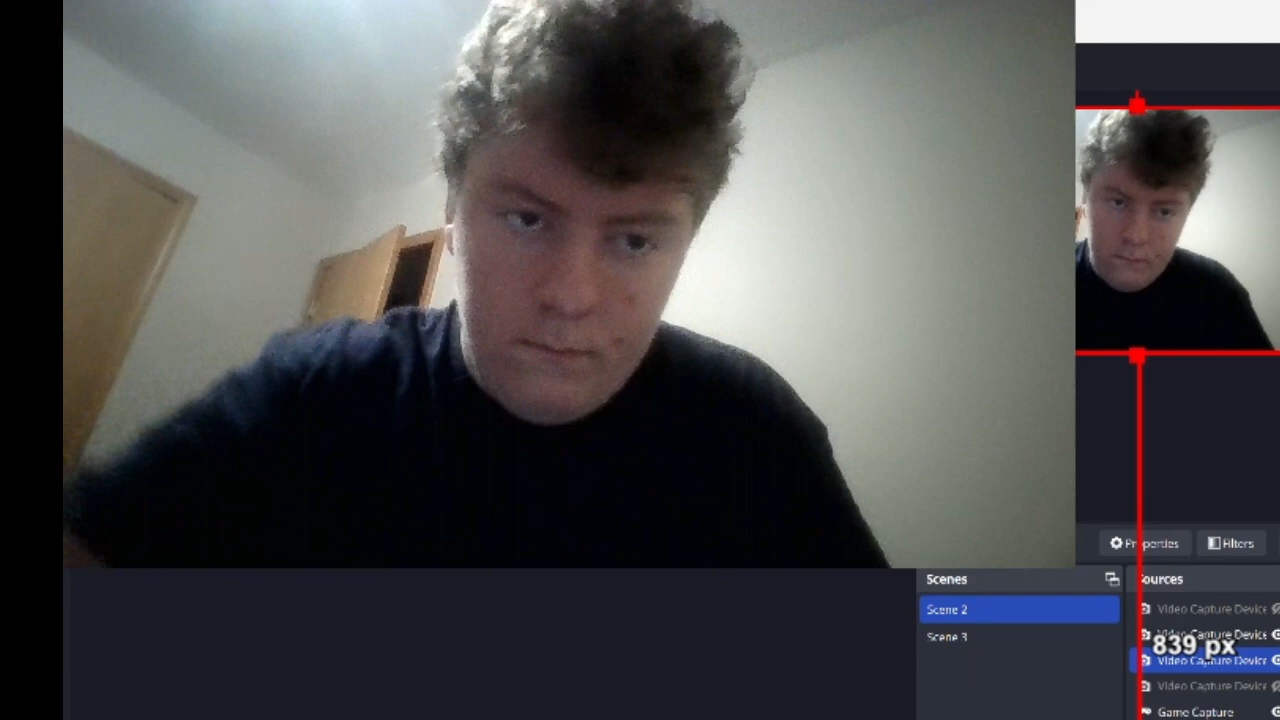 Properties
Filters
Scenes
Sources
Scene 2
Video Capture Device
Scene 3
Video Capture Device
839 px
Video Capture Device
Video Capture Device
Game Capture